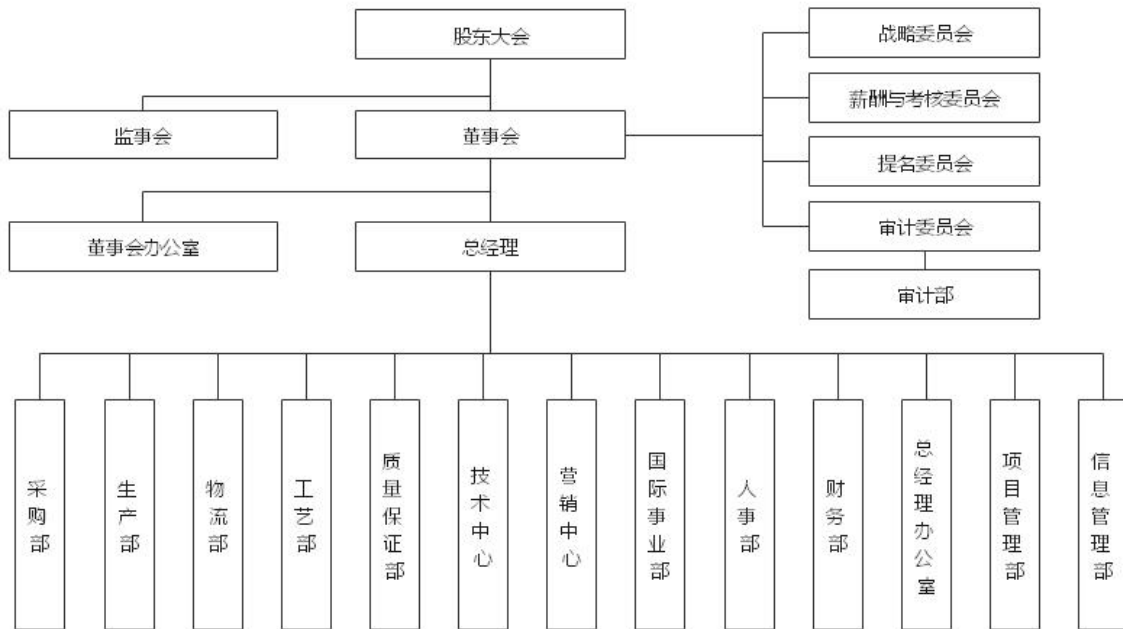 股东大会
战略委员会
薪酬与考核委员会
监事会
董事会
提名委员会
董事会办公室
总经理
审计委员会
审计部
采购部
生产部
物流部
工艺部
质量保证部
技术中心
营销中心
国际事业部
人事部
财务部
总经理办公室
项目管理部
信息管理部